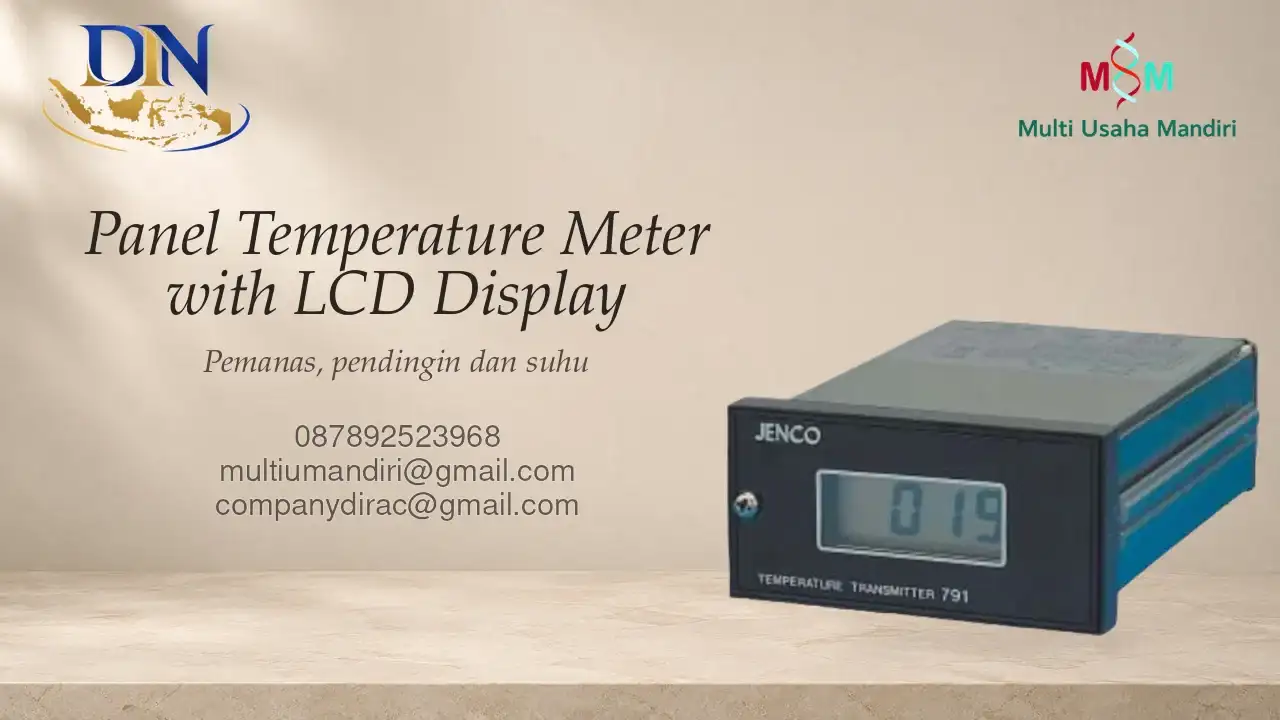 DN
M M
Multi Usaha Mandiri
Panel Temperature Meter
with LCD Display
Pemanas, pendingin dan suhu
087892523968
multiumandiri@gmail.com
companydirac@gmail.com
JENCO
019
TEMPERATURE TRANSMITTER 791